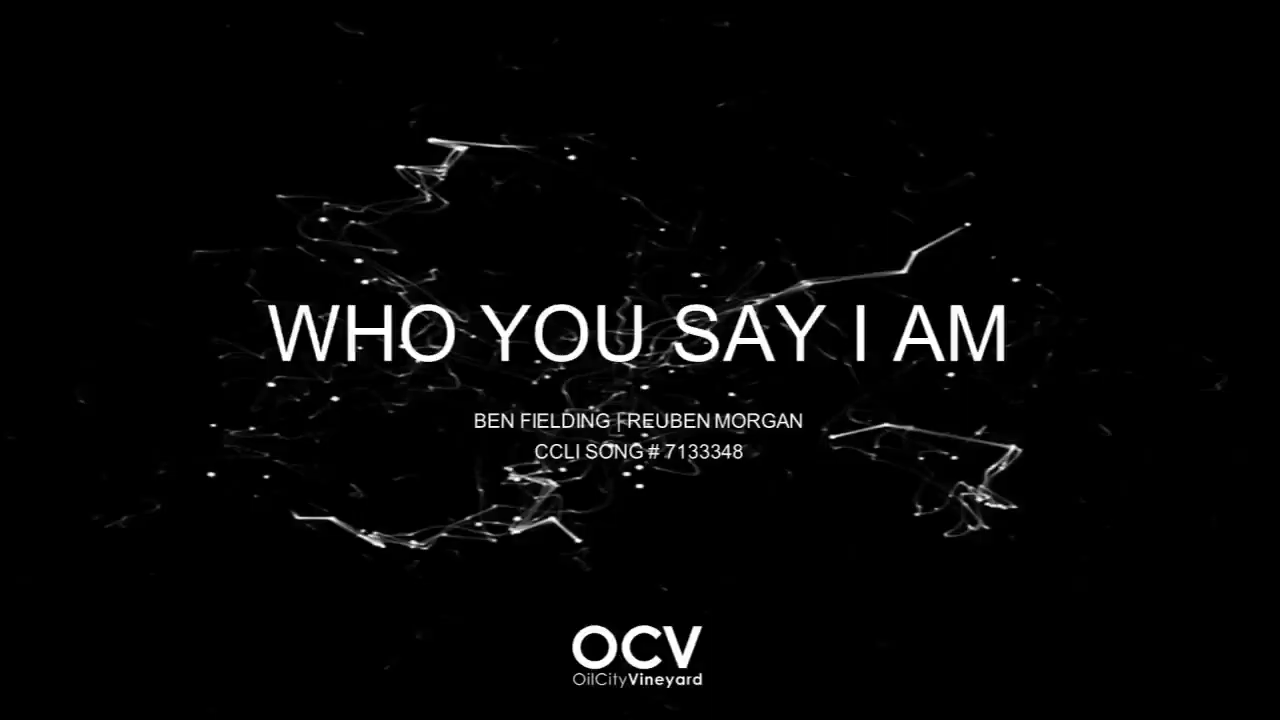 WHO YOU SAY I AM
BEN FIELDING | REUBEN MORGAN
CCLI SONG # 7133348
OCV
OilCityVineyard